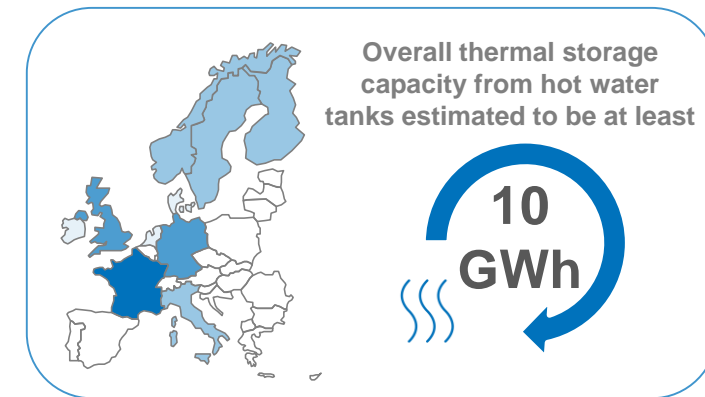 Overall thermal storage
capacity from hot water
tanks estimated to be at least
10
GWh